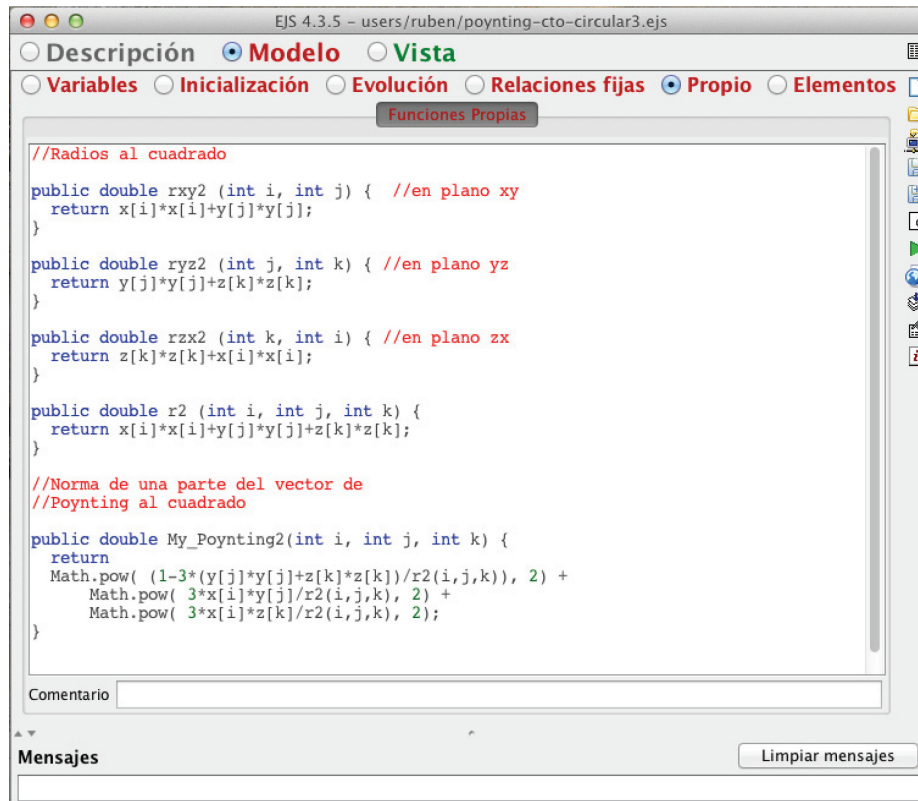 EJS 4.3.5 – users/ruben/poynting-cto-circular3.ejs
Descripción Modelo Vista
Variables Inicialización Evolución Relaciones fijas Propio Elementos
Funciones Propias
//Radios al cuadrado
public double rxy2 (int i, int j) {  //en plano xy
  return x[i]*x[i]+y[j]*y[j];
}
public double ryz2 (int j, int k) { //en plano yz
  return y[j]*y[j]+z[k]*z[k];
}
public double rzx2 (int k, int i) { //en plano zx
  return z[k]*z[k]+x[i]*x[i];
}
public double r2 (int i, int j, int k) {
  return x[i]*x[i]+y[j]*y[j]+z[k]*z[k];
}
//Norma de una parte del vector de
//Poynting al cuadrado
public double My_Poynting2(int i, int j, int k) {
  return
  Math.pow( (1-3*(y[j]*y[j]+z[k]*z[k])/r2(i,j,k)), 2) +
      Math.pow( 3*x[i]*y[j]/r2(i,j,k), 2) +
      Math.pow( 3*x[i]*z[k]/r2(i,j,k), 2);
}
Comentario
Mensajes Limpiar mensajes